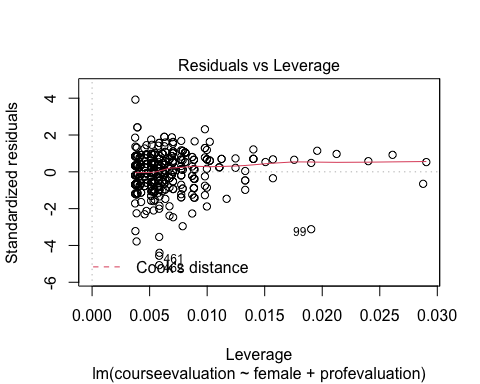 Residuals vs Leverage
Standardized residuals
4
2
0
-2
-4
-6
99
461
Cook's distance
0.000 0.005 0.010 0.015 0.020 0.025 0.030
Leverage
lm(courseevaluation ~ female + profevaluation)